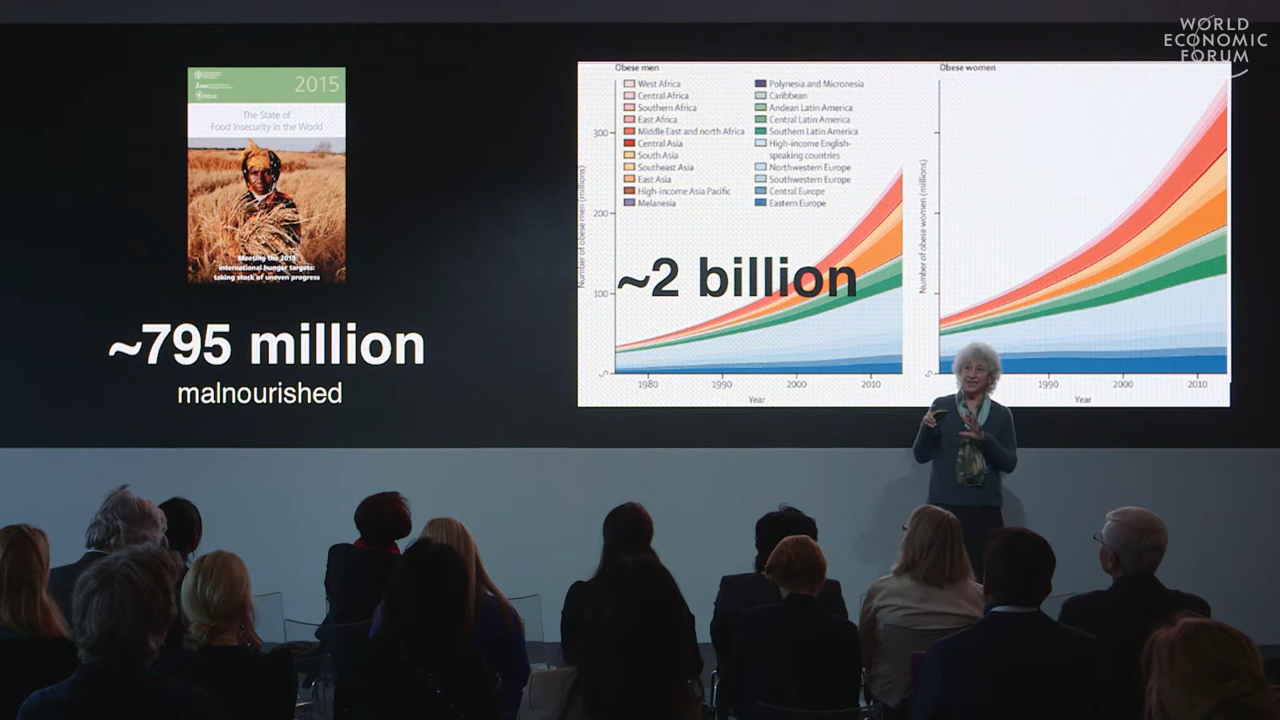 WORLD
ECONOMIC
FORUM
2015
The State of
Food Insecurity in the World
Meeting the 2015
international hunger targets:
taking stock of uneven progress
~795 million
malnourished
Obese men
West Africa
Central Africa
Southern Africa
East Africa
Middle East and north Africa
Central Asia
South Asia
Southeast Asia
East Asia
High-income Asia Pacific
Melanesia
Polynesia and Micronesia
Caribbean
Andean Latin America
Central Latin America
Southern Latin America
High-income English-
speaking countries
Northwestern Europe
Southwestern Europe
Central Europe
Eastern Europe
Number of obese men (millions)
300
200
100
~2 billion
1980
1990
2000
2010
Year
Obese women
Number of obese women (millions)
1990
2000
2010
Year